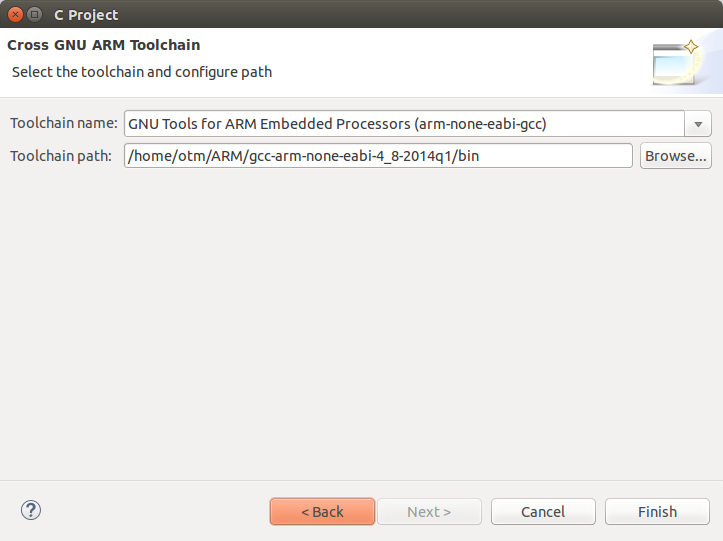 C Project
Cross GNU ARM Toolchain
Select the toolchain and configure path
Toolchain name: GNU Tools for ARM Embedded Processors (arm-none-eabi-gcc)
Toolchain path: /home/otm/ARM/gcc-arm-none-eabi-4_8-2014q1/bin Browse...
? < Back Next > Cancel Finish